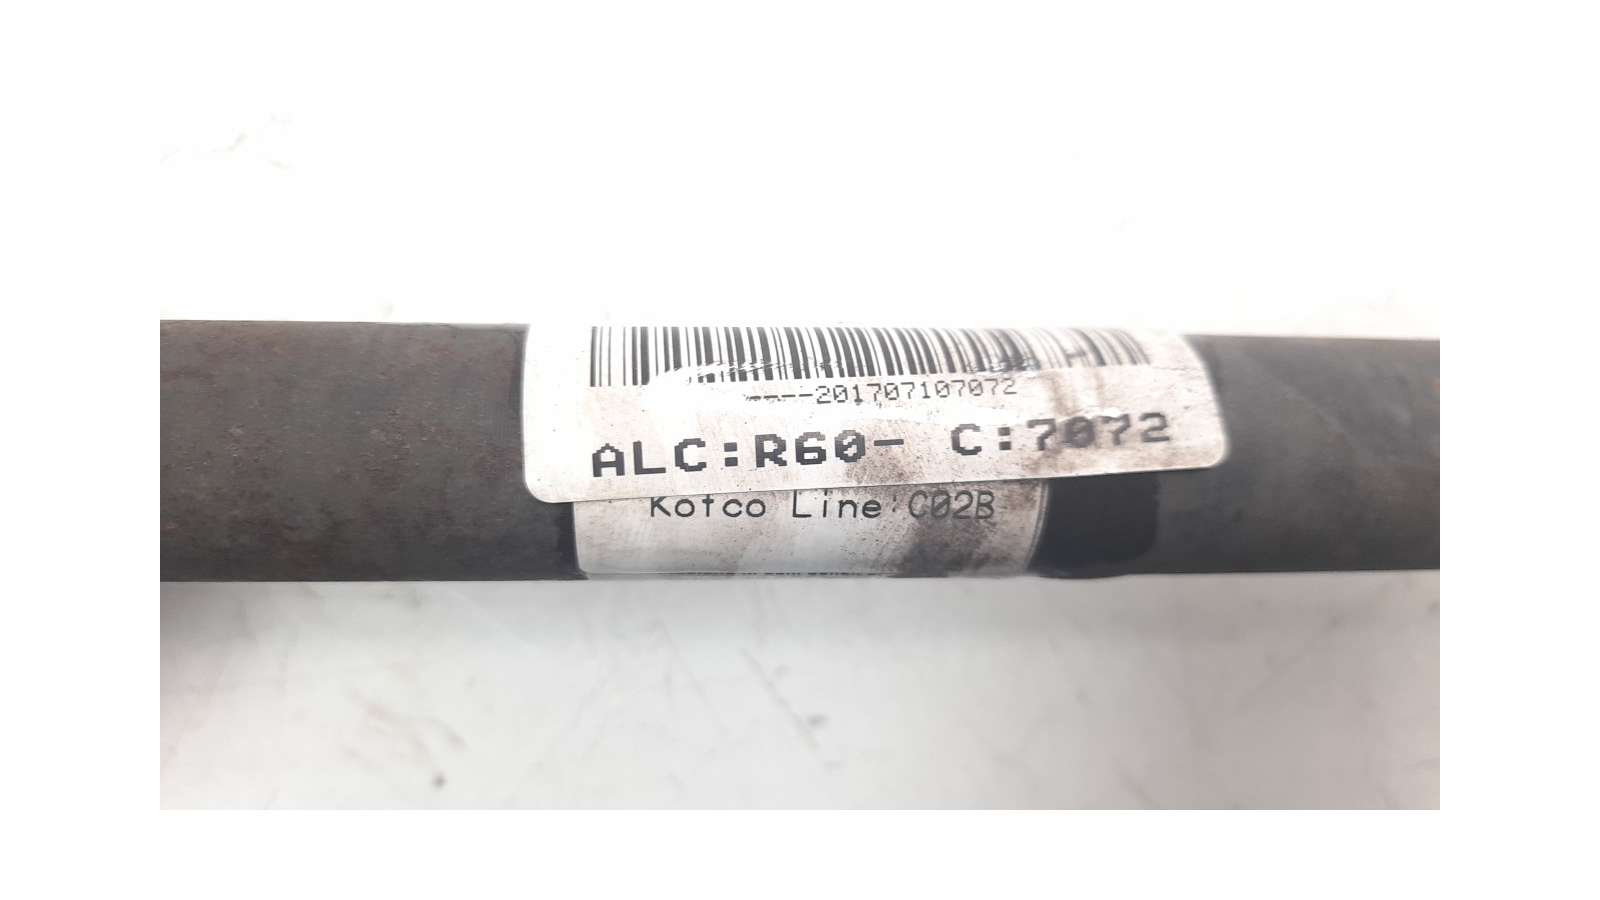 ----201707107072
ALC:R60- C:7072
Kotco Line:C02B